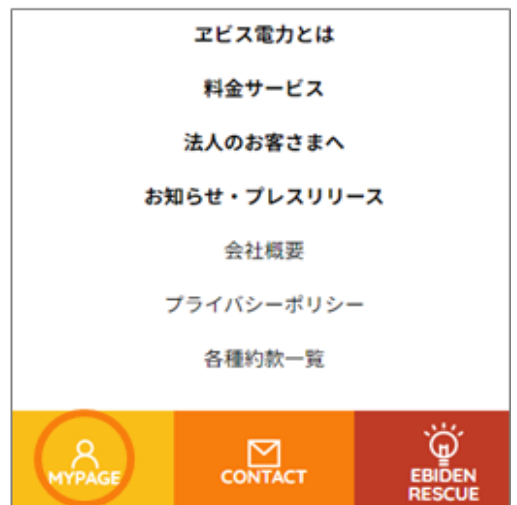 ヱビス電力とは
料金サービス
法人のお客さまへ
お知らせ・プレスリリース
会社概要
プライバシーポリシー
各種約款一覧
MYPAGE
CONTACT
EBIDEN
RESCUE